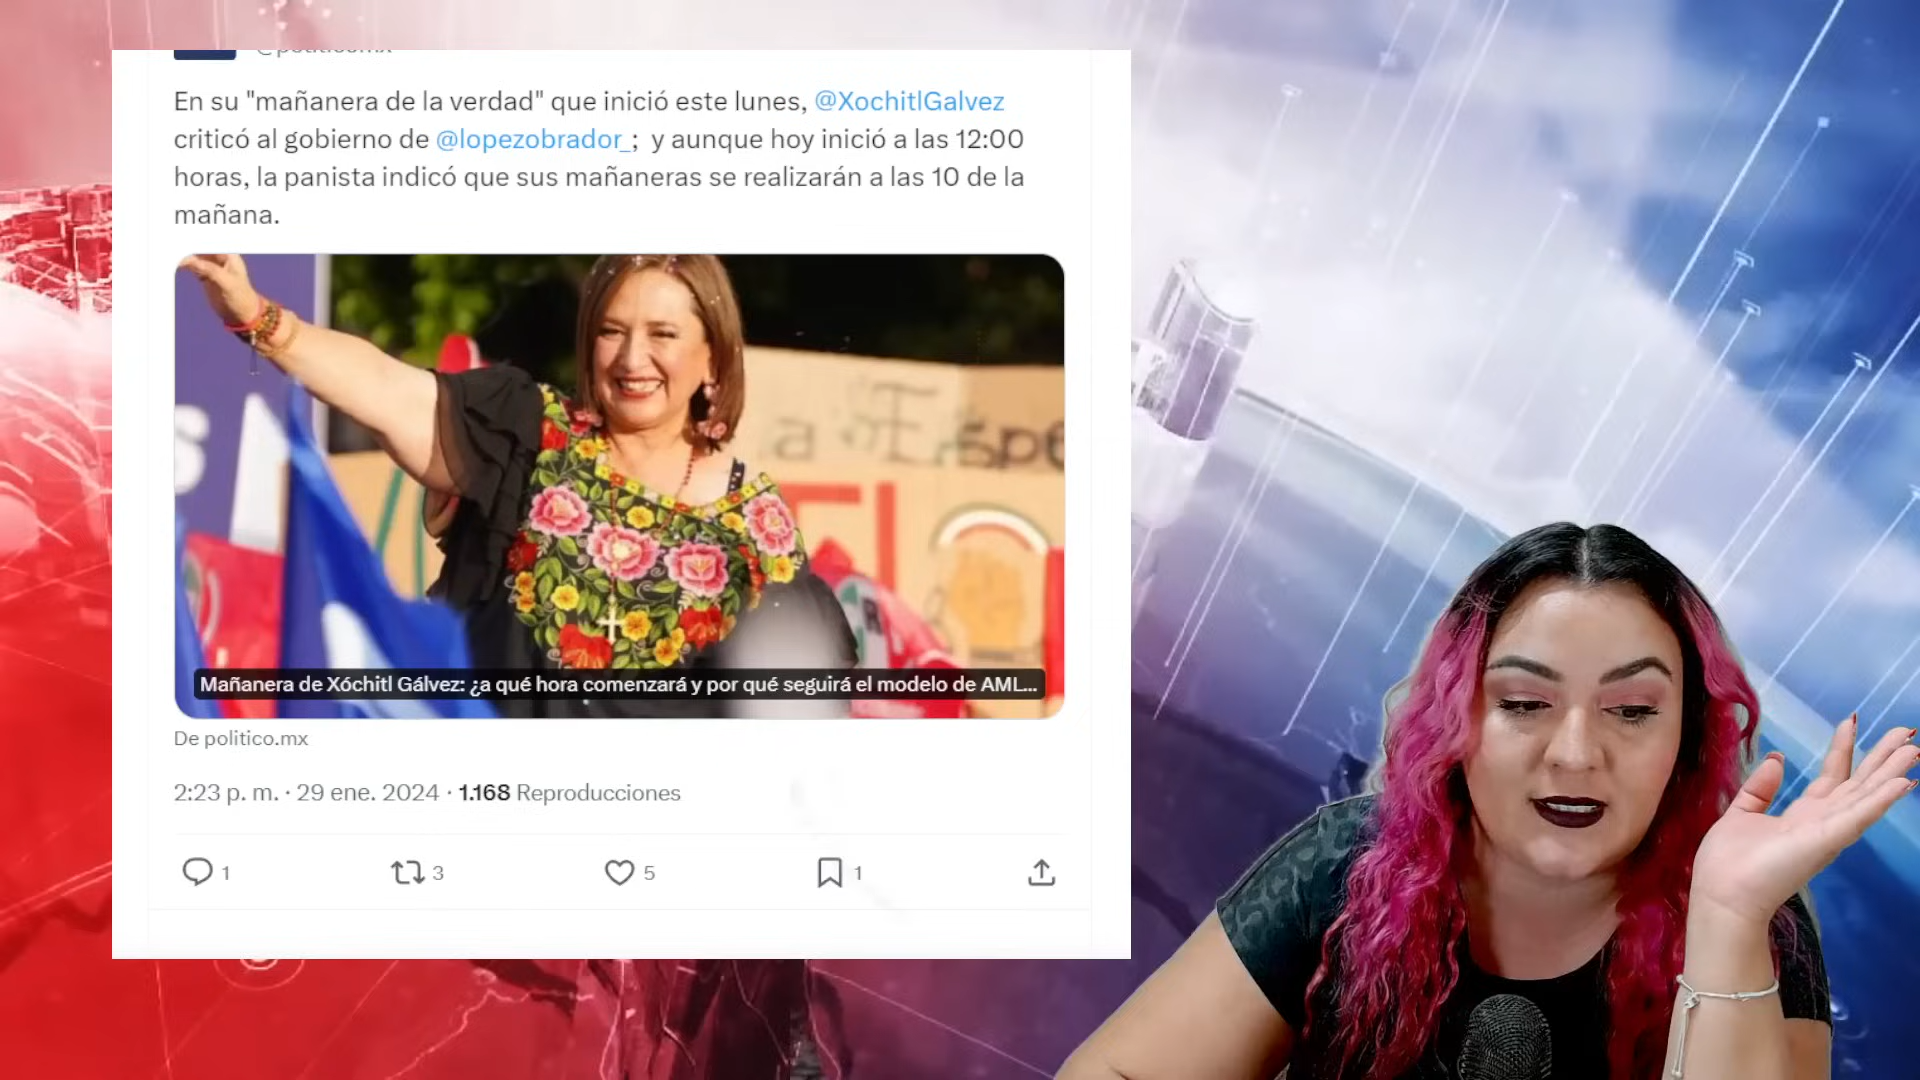 @politicomx
En su "mañanera de la verdad" que inició este lunes, @XochitlGalvez
criticó al gobierno de @lopezobrador_;  y aunque hoy inició a las 12:00
horas, la panista indicó que sus mañaneras se realizarán a las 10 de la
mañana.
Mañanera de Xóchitl Gálvez: ¿a qué hora comenzará y por qué seguirá el modelo de AML...
De politico.mx
2:23 p. m. · 29 ene. 2024 · 1.168 Reproducciones
1 3 5 1